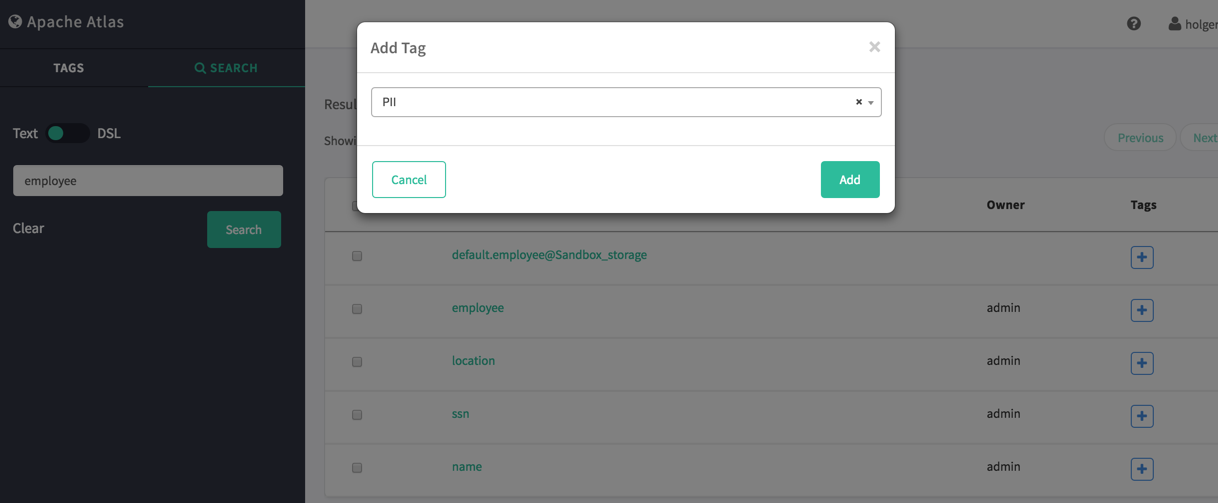 Apache Atlas
holger
TAGS
SEARCH
Text
DSL
employee
Clear
Search
Add Tag
×
PII
×
Cancel
Add
Resul
Showi
Previous
Next
Owner
Tags
default.employee@Sandbox_storage
employee
admin
location
admin
ssn
admin
name
admin